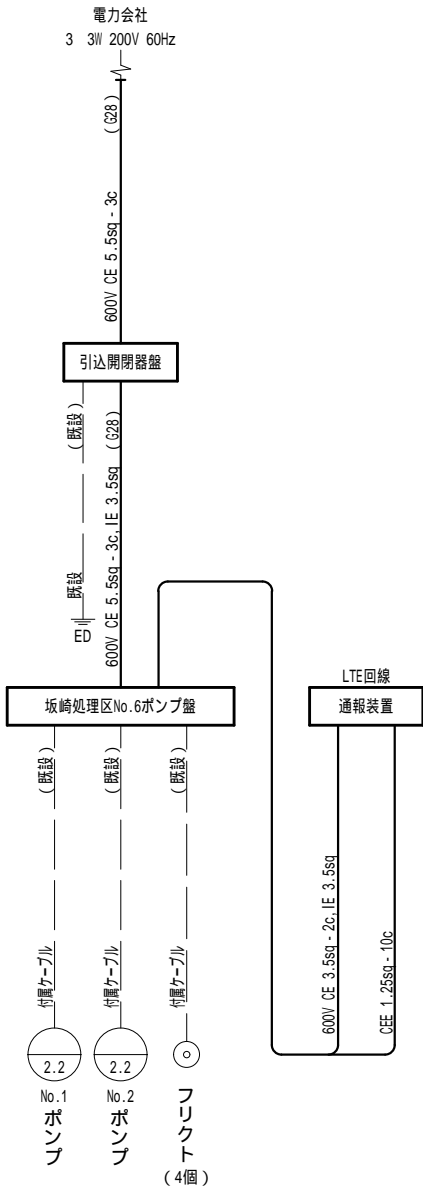 電力会社
3 3W 200V 60Hz
(G28)
600V CE 5.5sq - 3c
引込開閉器盤
(既設)
既設
ED
(G28)
600V CE 5.5sq - 3c,IE 3.5sq
坂崎処理区No.6ポンプ盤
LTE回線
通報装置
(既設)
(既設)
(既設)
付属ケーブル
付属ケーブル
付属ケーブル
600V CE 3.5sq - 2c,IE 3.5sq
CEE 1.25sq - 10c
2.2
2.2
No.1
ポンプ
No.2
ポンプ
フリクト
(4個)